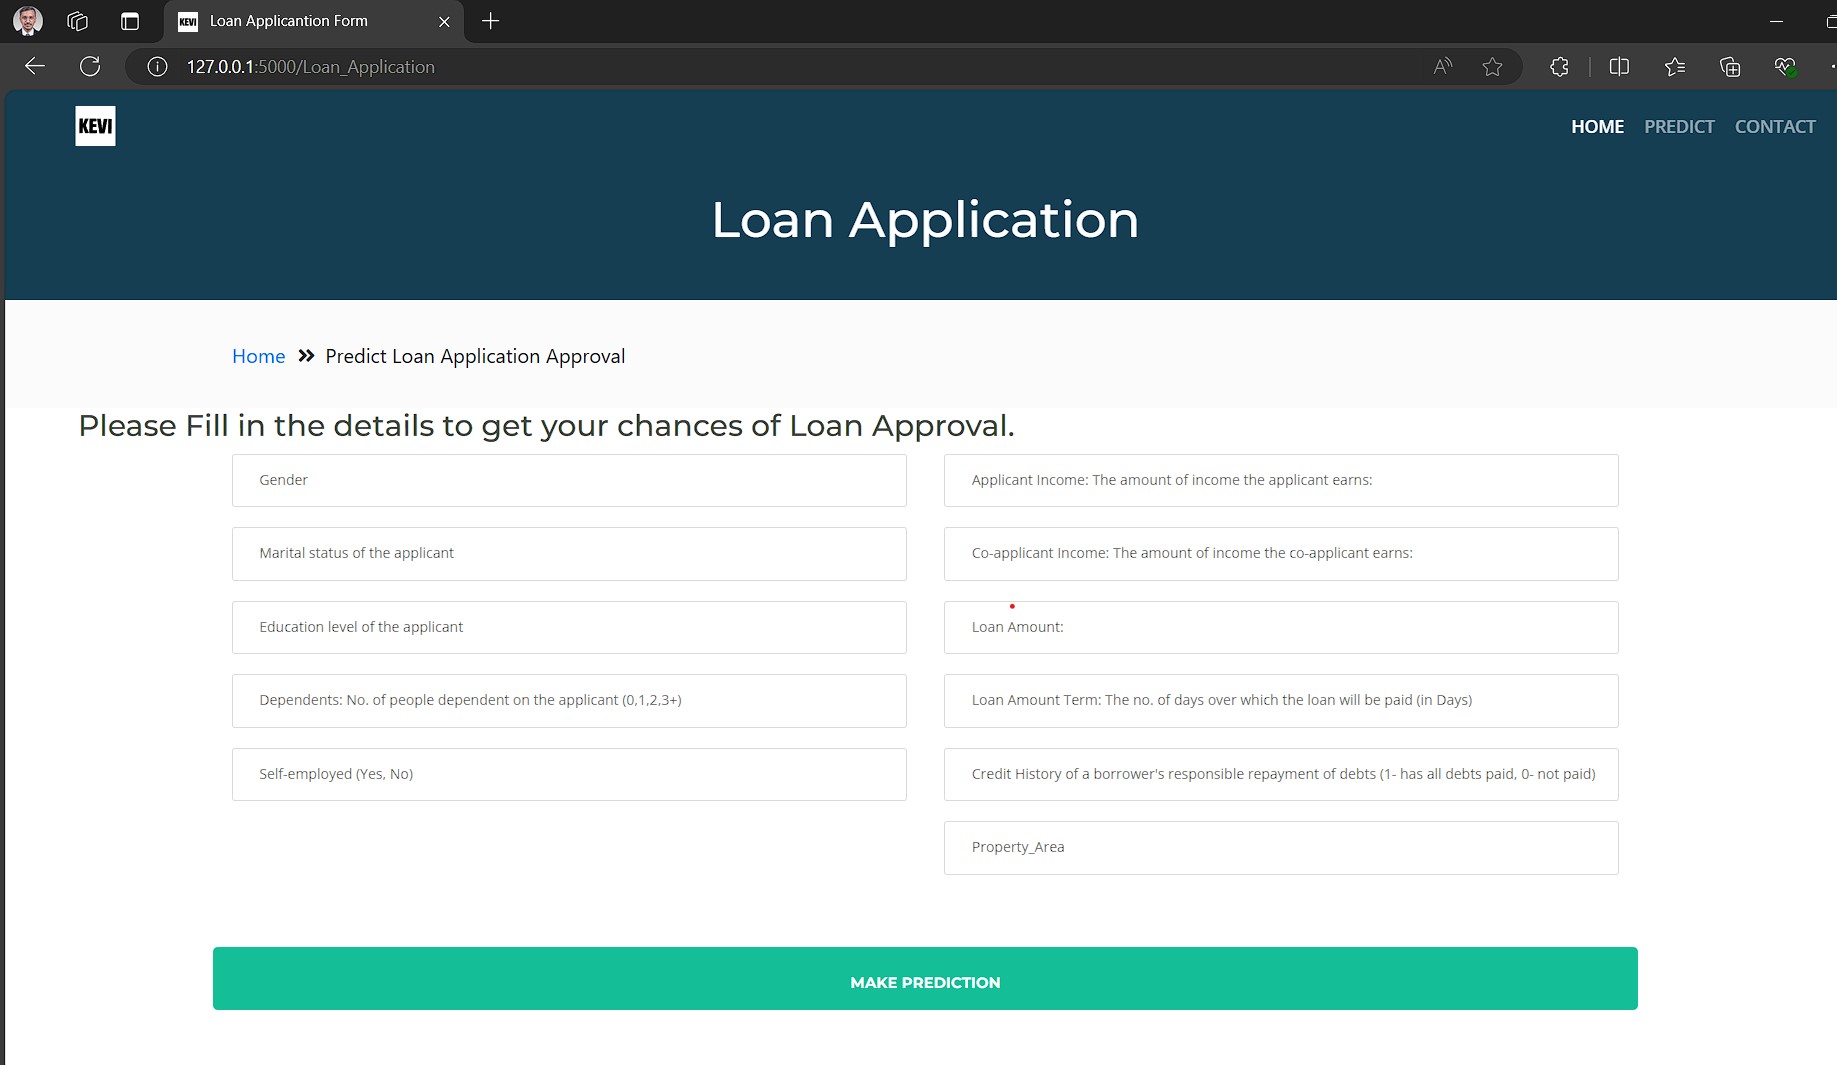 KEVI Loan Applicantion Form
127.0.0.1:5000/Loan_Application
KEVI
HOME PREDICT CONTACT
Loan Application
Home » Predict Loan Application Approval
Please Fill in the details to get your chances of Loan Approval.
Gender
Marital status of the applicant
Education level of the applicant
Dependents: No. of people dependent on the applicant (0,1,2,3+)
Self-employed (Yes, No)
Applicant Income: The amount of income the applicant earns:
Co-applicant Income: The amount of income the co-applicant earns:
Loan Amount:
Loan Amount Term: The no. of days over which the loan will be paid (in Days)
Credit History of a borrower's responsible repayment of debts (1- has all debts paid, 0- not paid)
Property_Area
MAKE PREDICTION